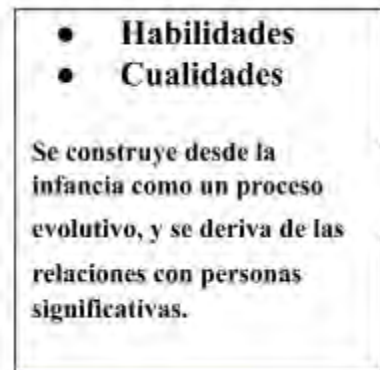 ● Habilidades
● Cualidades
Se construye desde la
infancia como un proceso
evolutivo, y se deriva de las
relaciones con personas
significativas.